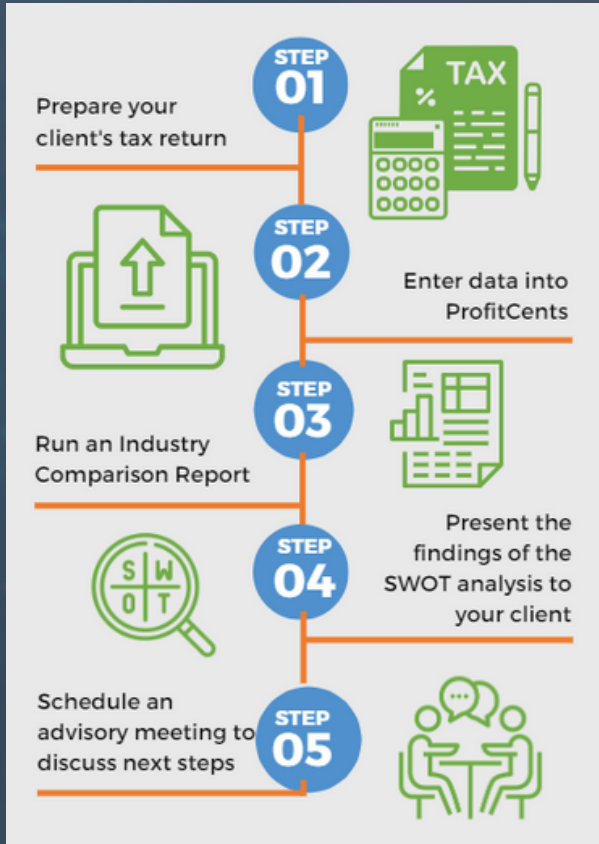 STEP
01
TAX
%
Prepare your
client's tax return
STEP
02
Enter data into
ProfitCents
STEP
03
Run an Industry
Comparison Report
STEP
04
S W
O T
Present the
findings of the
SWOT analysis to
your client
STEP
05
Schedule an
advisory meeting to
discuss next steps